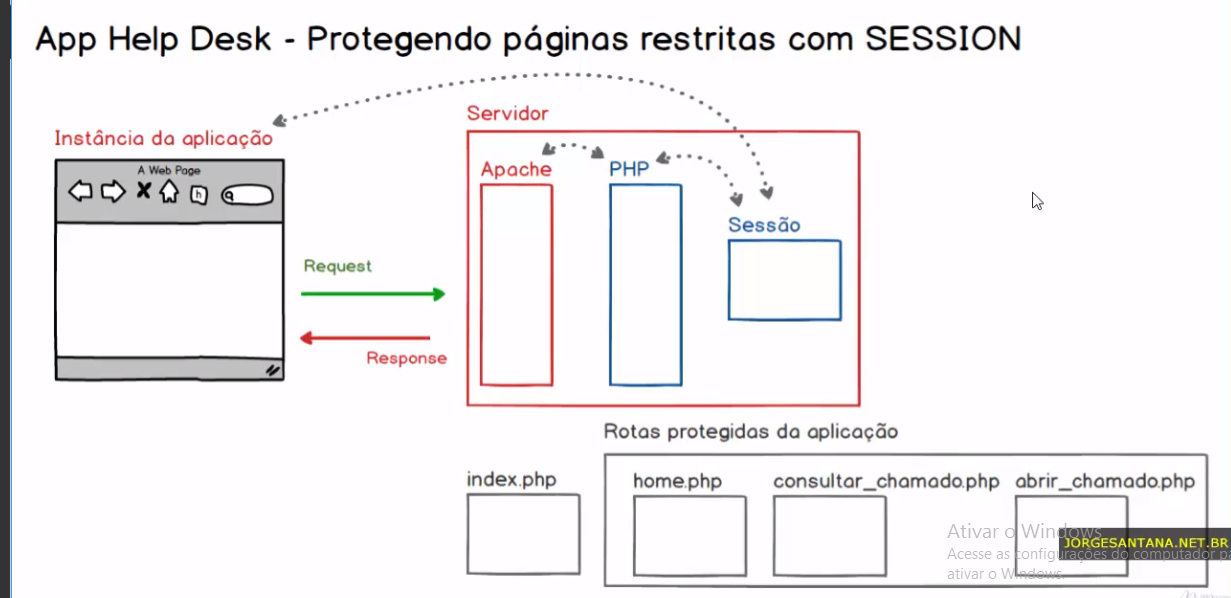 App Help Desk - Protegendo páginas restritas com SESSION
Servidor
Instância da aplicação
A Web Page
h
Apache
PHP
Sessão
Request
Response
Rotas protegidas da aplicação
index.php
home.php
consultar_chamado.php
abrir_chamado.php
Ativar o Windows
JORGESANTANA.NET.BR
Acesse as configurações do computador pa
ativar o Windows.